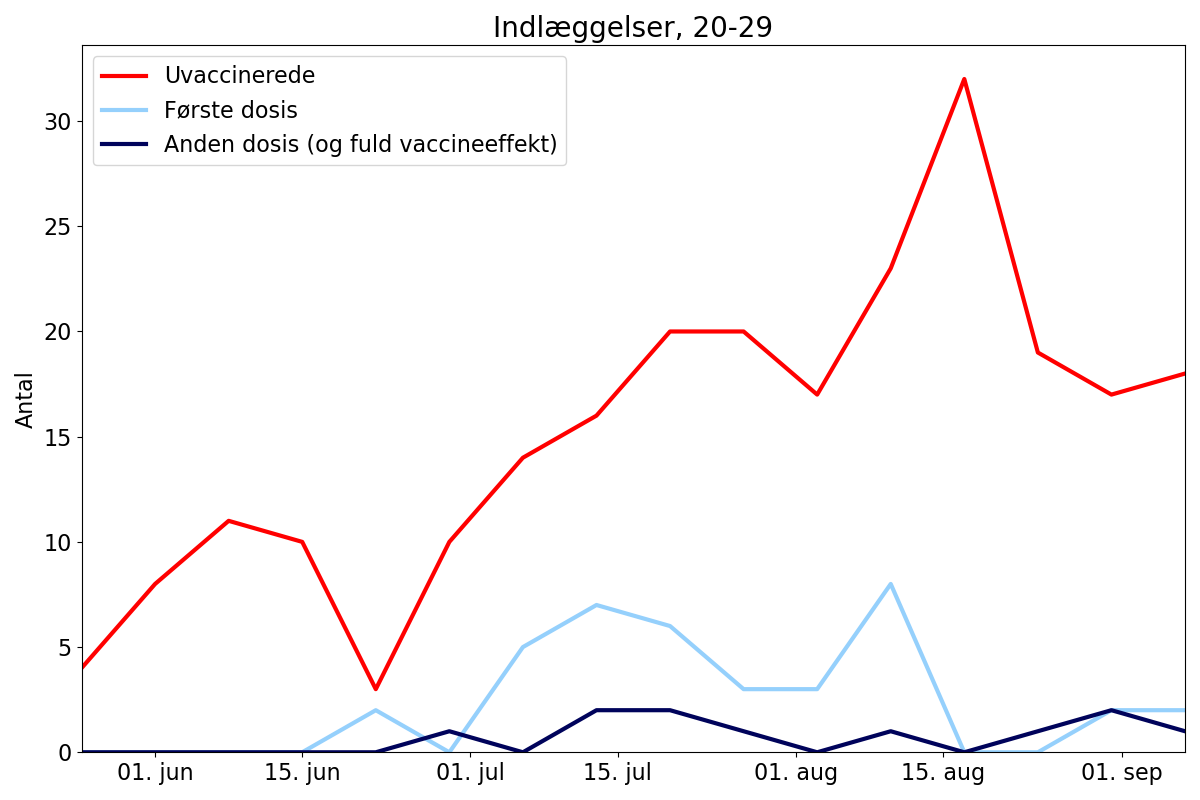 Indlæggelser, 20-29
Uvaccinerede
Første dosis
Anden dosis (og fuld vaccineeffekt)
Antal
30
25
20
15
10
5
0
01. jun 15. jun 01. jul 15. jul 01. aug 15. aug 01. sep